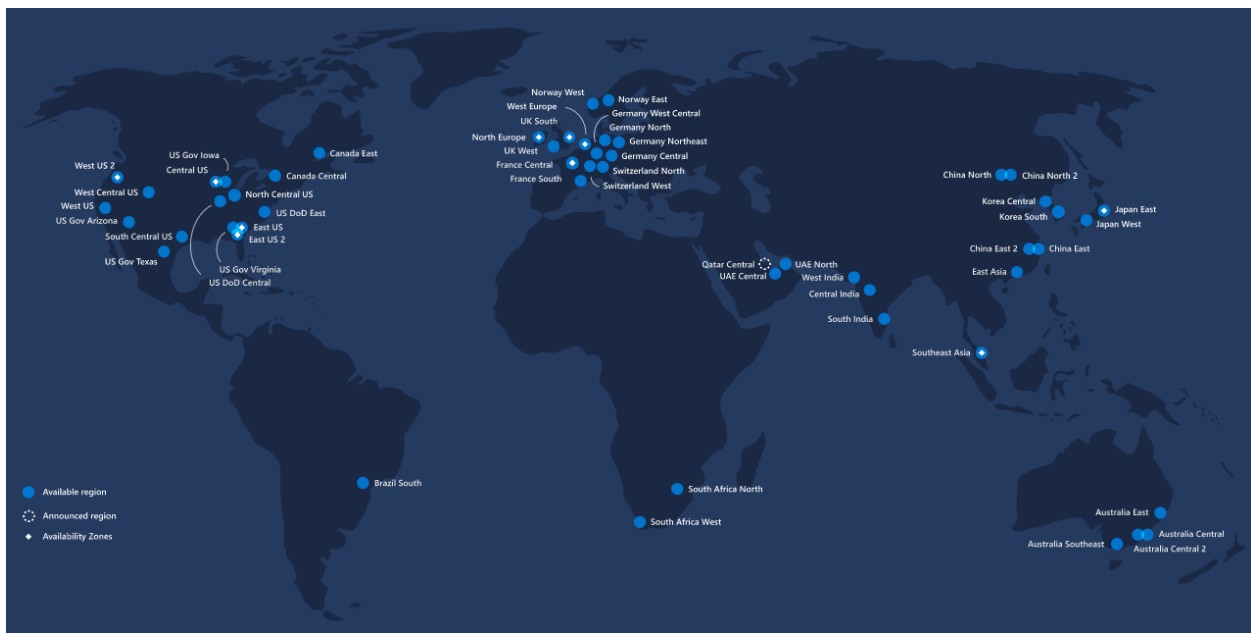 Norway West
Norway East
West Europe
Germany West Central
UK South
Germany North
North Europe
Germany Northeast
UK West
Germany Central
France Central
Switzerland North
France South
Switzerland West
US Gov Iowa
Canada East
West US 2
Central US
Canada Central
West Central US
North Central US
West US
US DoD East
US Gov Arizona
East US
South Central US
East US 2
US Gov Texas
US Gov Virginia
US DoD Central
China North
China North 2
Korea Central
Japan East
Korea South
Japan West
China East 2
China East
East Asia
Qatar Central
UAE North
UAE Central
West India
Central India
South India
Southeast Asia
Brazil South
South Africa North
South Africa West
Australia East
Australia Central
Australia Southeast
Australia Central 2
Available region
Announced region
Availability Zones